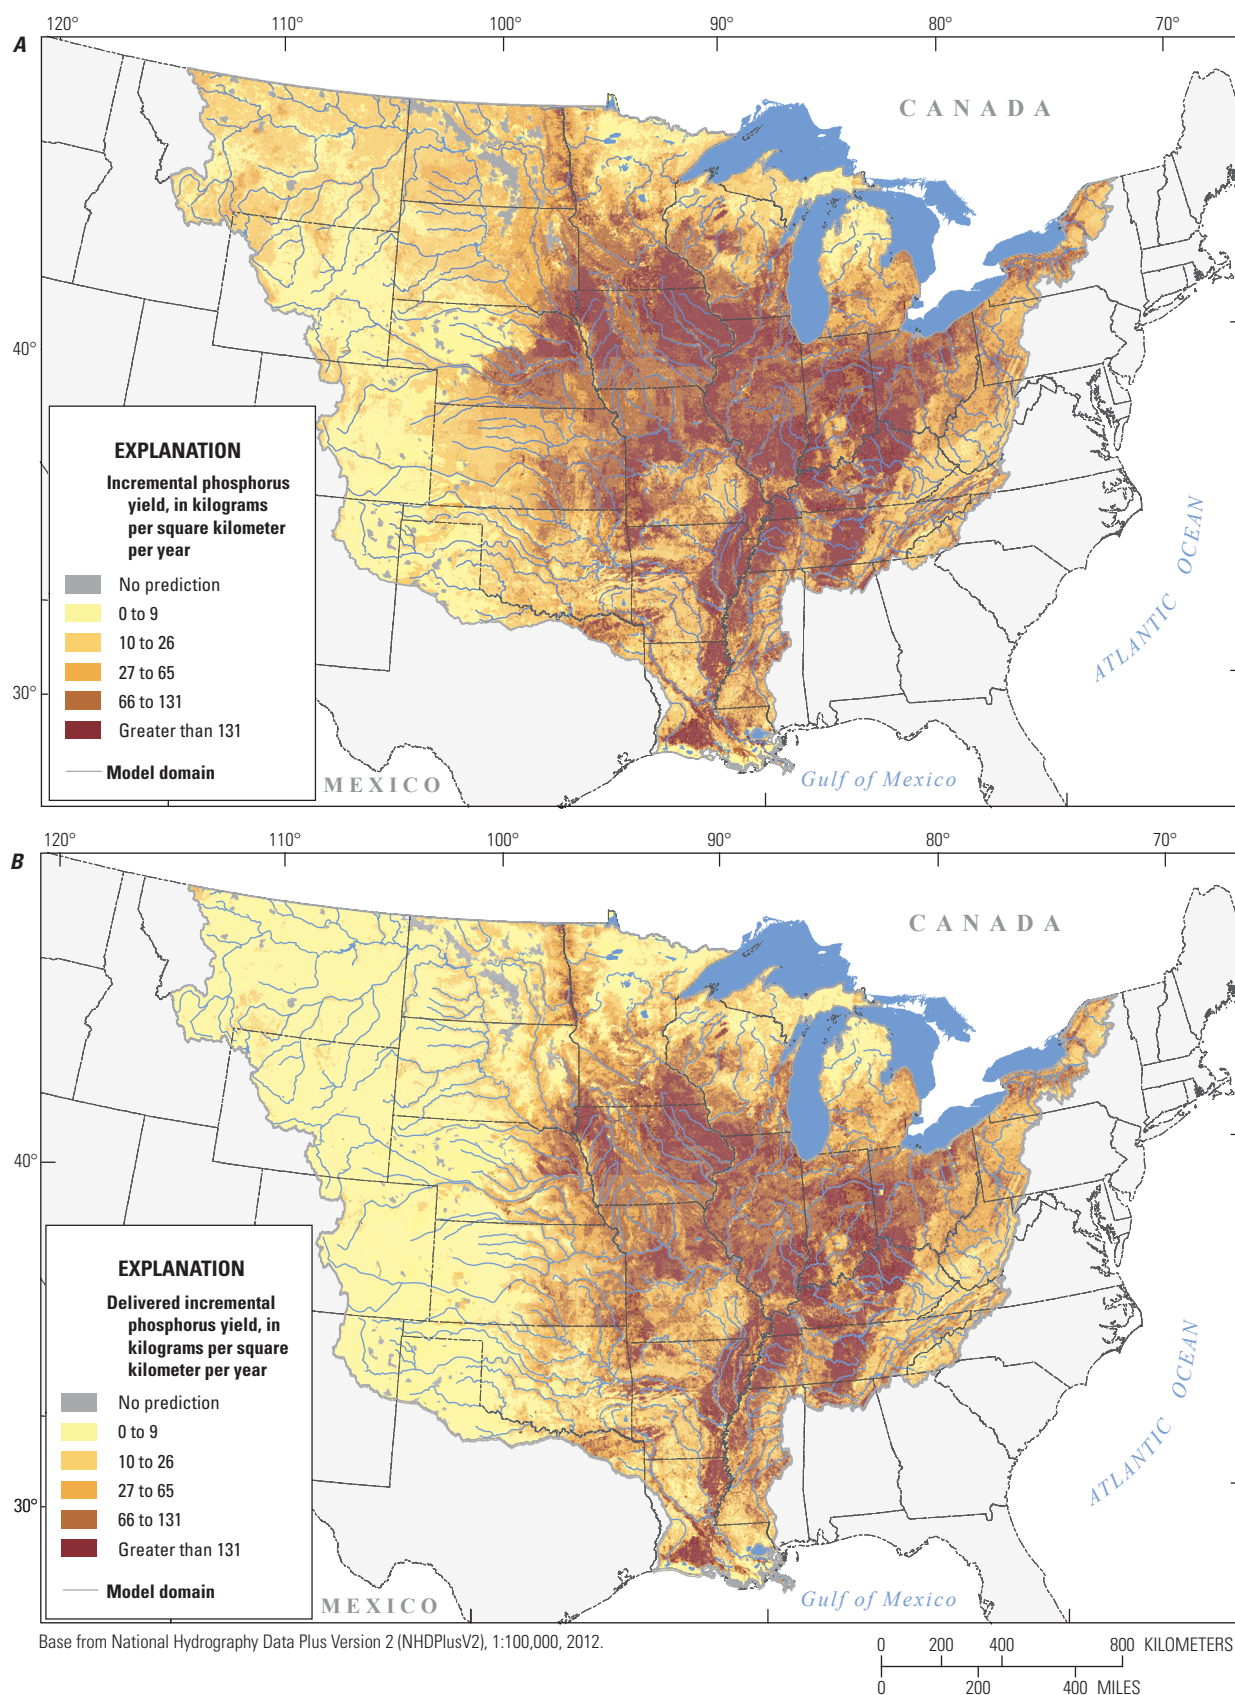 120° 110° 100° 90° 80° 70°
A
CANADA
40°
EXPLANATION
Incremental phosphorus
yield, in kilograms
per square kilometer
per year
No prediction
0 to 9
10 to 26
27 to 65
66 to 131
Greater than 131
Model domain
30°
ATLANTIC OCEAN
MEXICO
Gulf of Mexico
120° 110° 100° 90° 80° 70°
B
CANADA
40°
EXPLANATION
Delivered incremental
phosphorus yield, in
kilograms per square
kilometer per year
No prediction
0 to 9
10 to 26
27 to 65
66 to 131
Greater than 131
Model domain
30°
ATLANTIC OCEAN
MEXICO
Gulf of Mexico
Base from National Hydrography Data Plus Version 2 (NHDPlusV2), 1:100,000, 2012.
0 200 400 800 KILOMETERS
0 200 400 MILES